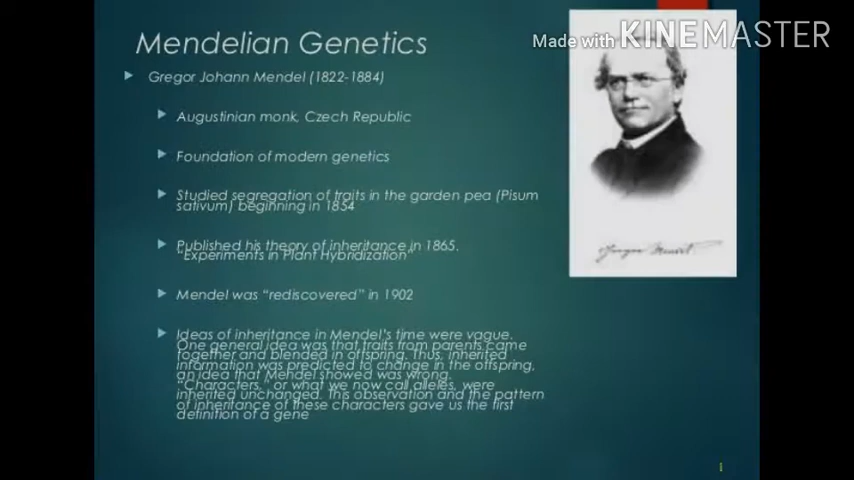 Mendelian Genetics
Made with KINEMASTER
Gregor Johann Mendel (1822-1884)
Augustinian monk, Czech Republic
Foundation of modern genetics
Studied segregation of traits in the garden pea (Pisum
sativum) beginning in 1854
Published his theory of inheritance in 1865.
"Experiments in Plant Hybridization"
Mendel was "rediscovered" in 1902
Ideas of inheritance in Mendel's time were vague.
One general idea was that traits from parents came
together and blended in offspring. Thus, inherited
information was predicted to change in the offspring,
an idea that Mendel showed was wrong.
"Characters," or what we now call alleles, were
inherited unchanged. This observation and the pattern
of inheritance of these characters gave us the first
definition of a gene
Gregor Mendel